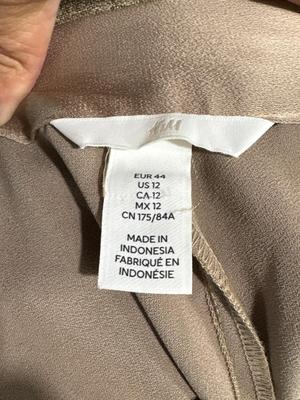 H&M
EUR 44
US 12
CA 12
MX 12
CN 175/84A
MADE IN
INDONESIA
FABRIQUÉ EN
INDONÉSIE